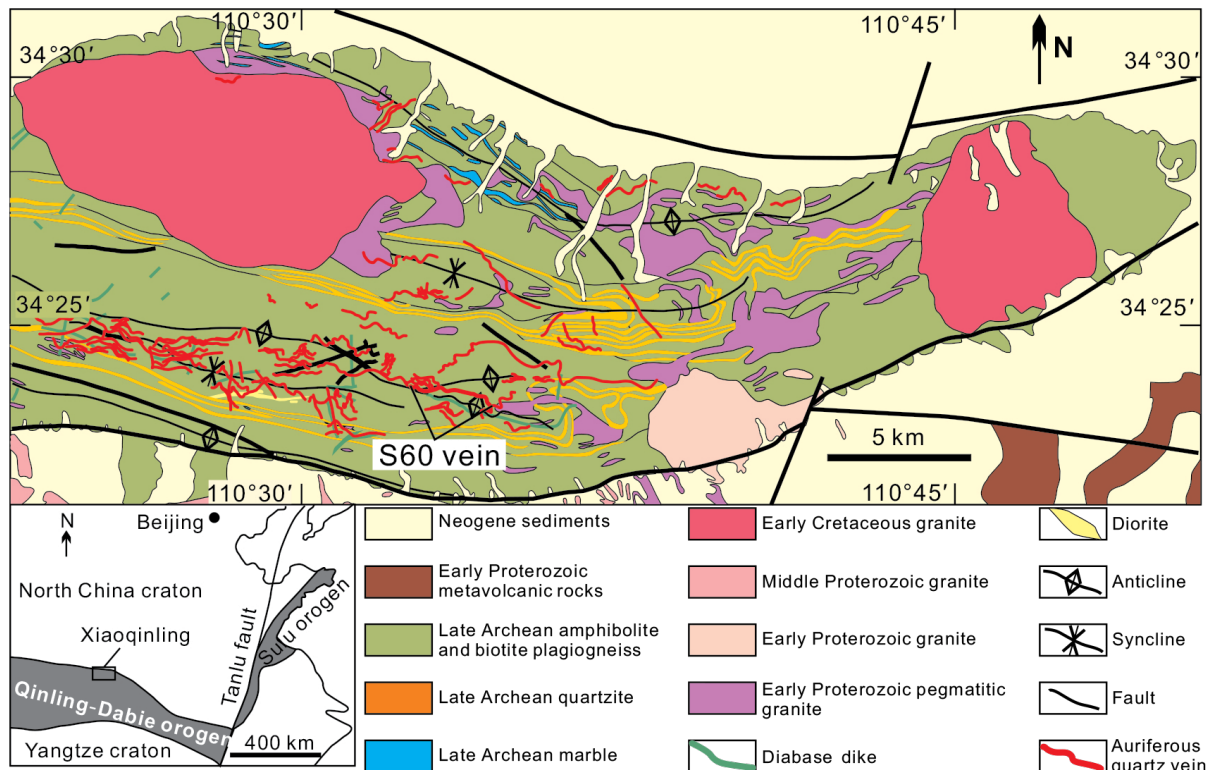 110°30′
110°45′
34°30′
34°30′
N
34°25′
34°25′
S60 vein
5 km
110°30′
110°45′
N
Beijing
North China craton
Xiaoqinling
Tanlu fault
Sulu orogen
Qinling-Dabie orogen
Yangtze craton
400 km
Neogene sediments
Early Proterozoic
metavolcanic rocks
Late Archean amphibolite
and biotite plagiogneiss
Late Archean quartzite
Late Archean marble
Early Cretaceous granite
Middle Proterozoic granite
Early Proterozoic granite
Early Proterozoic pegmatitic
granite
Diabase dike
Diorite
Anticline
Syncline
Fault
Auriferous
quartz vein